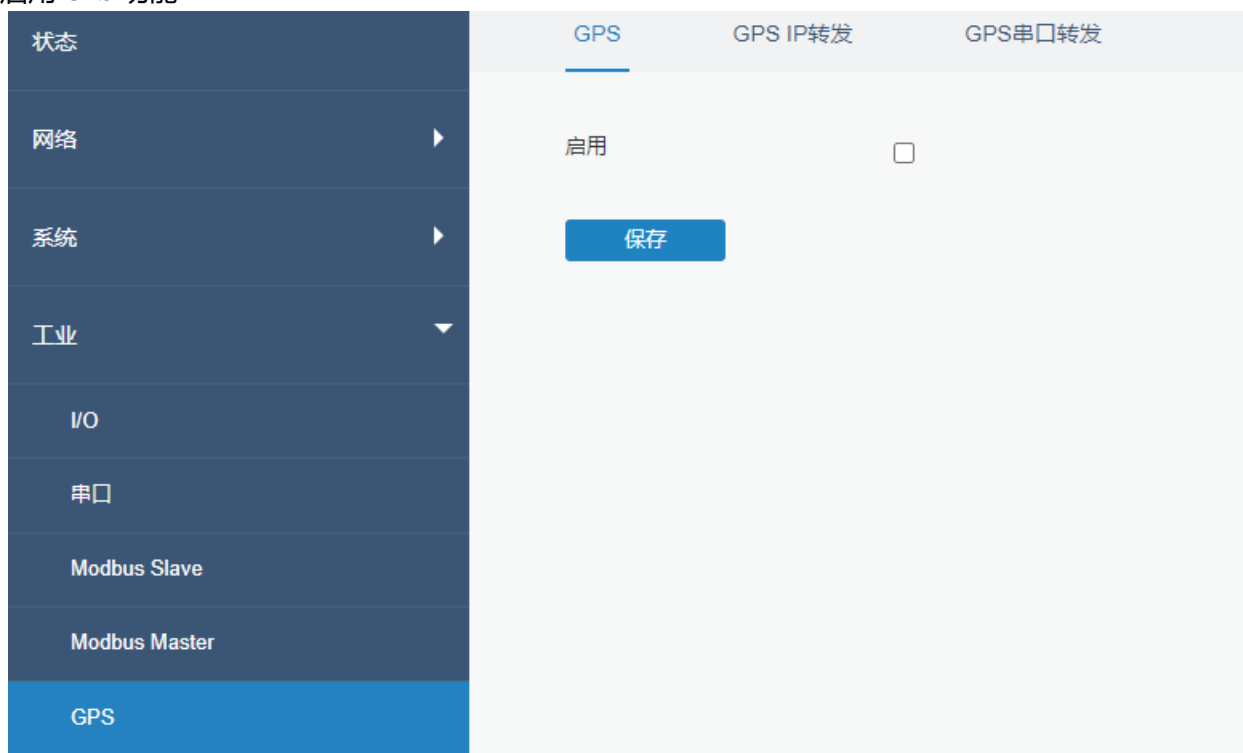 状态
网络
系统
工业
I/O
串口
Modbus Slave
Modbus Master
GPS
GPS GPS IP转发 GPS串口转发
启用
保存